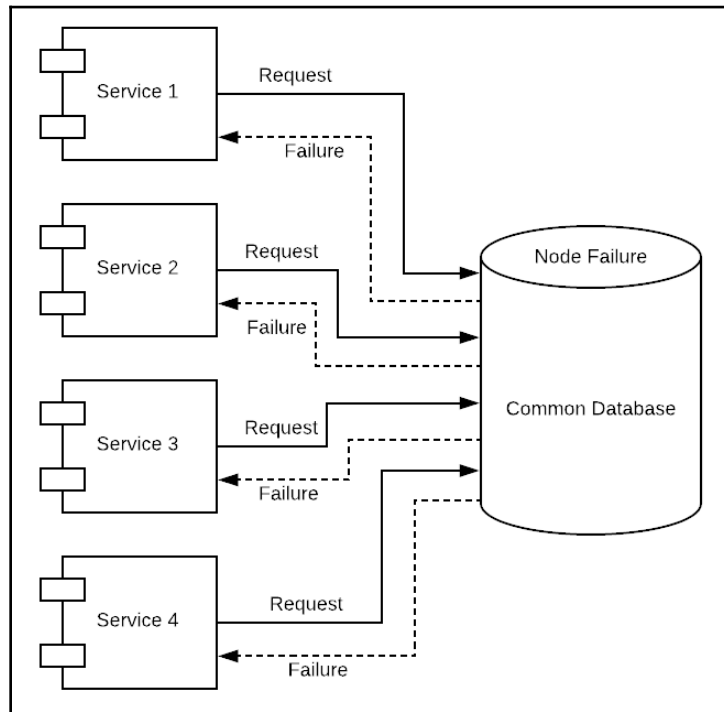 Service 1
Request
Failure
Service 2
Request
Failure
Node Failure
Common Database
Service 3
Request
Failure
Service 4
Request
Failure